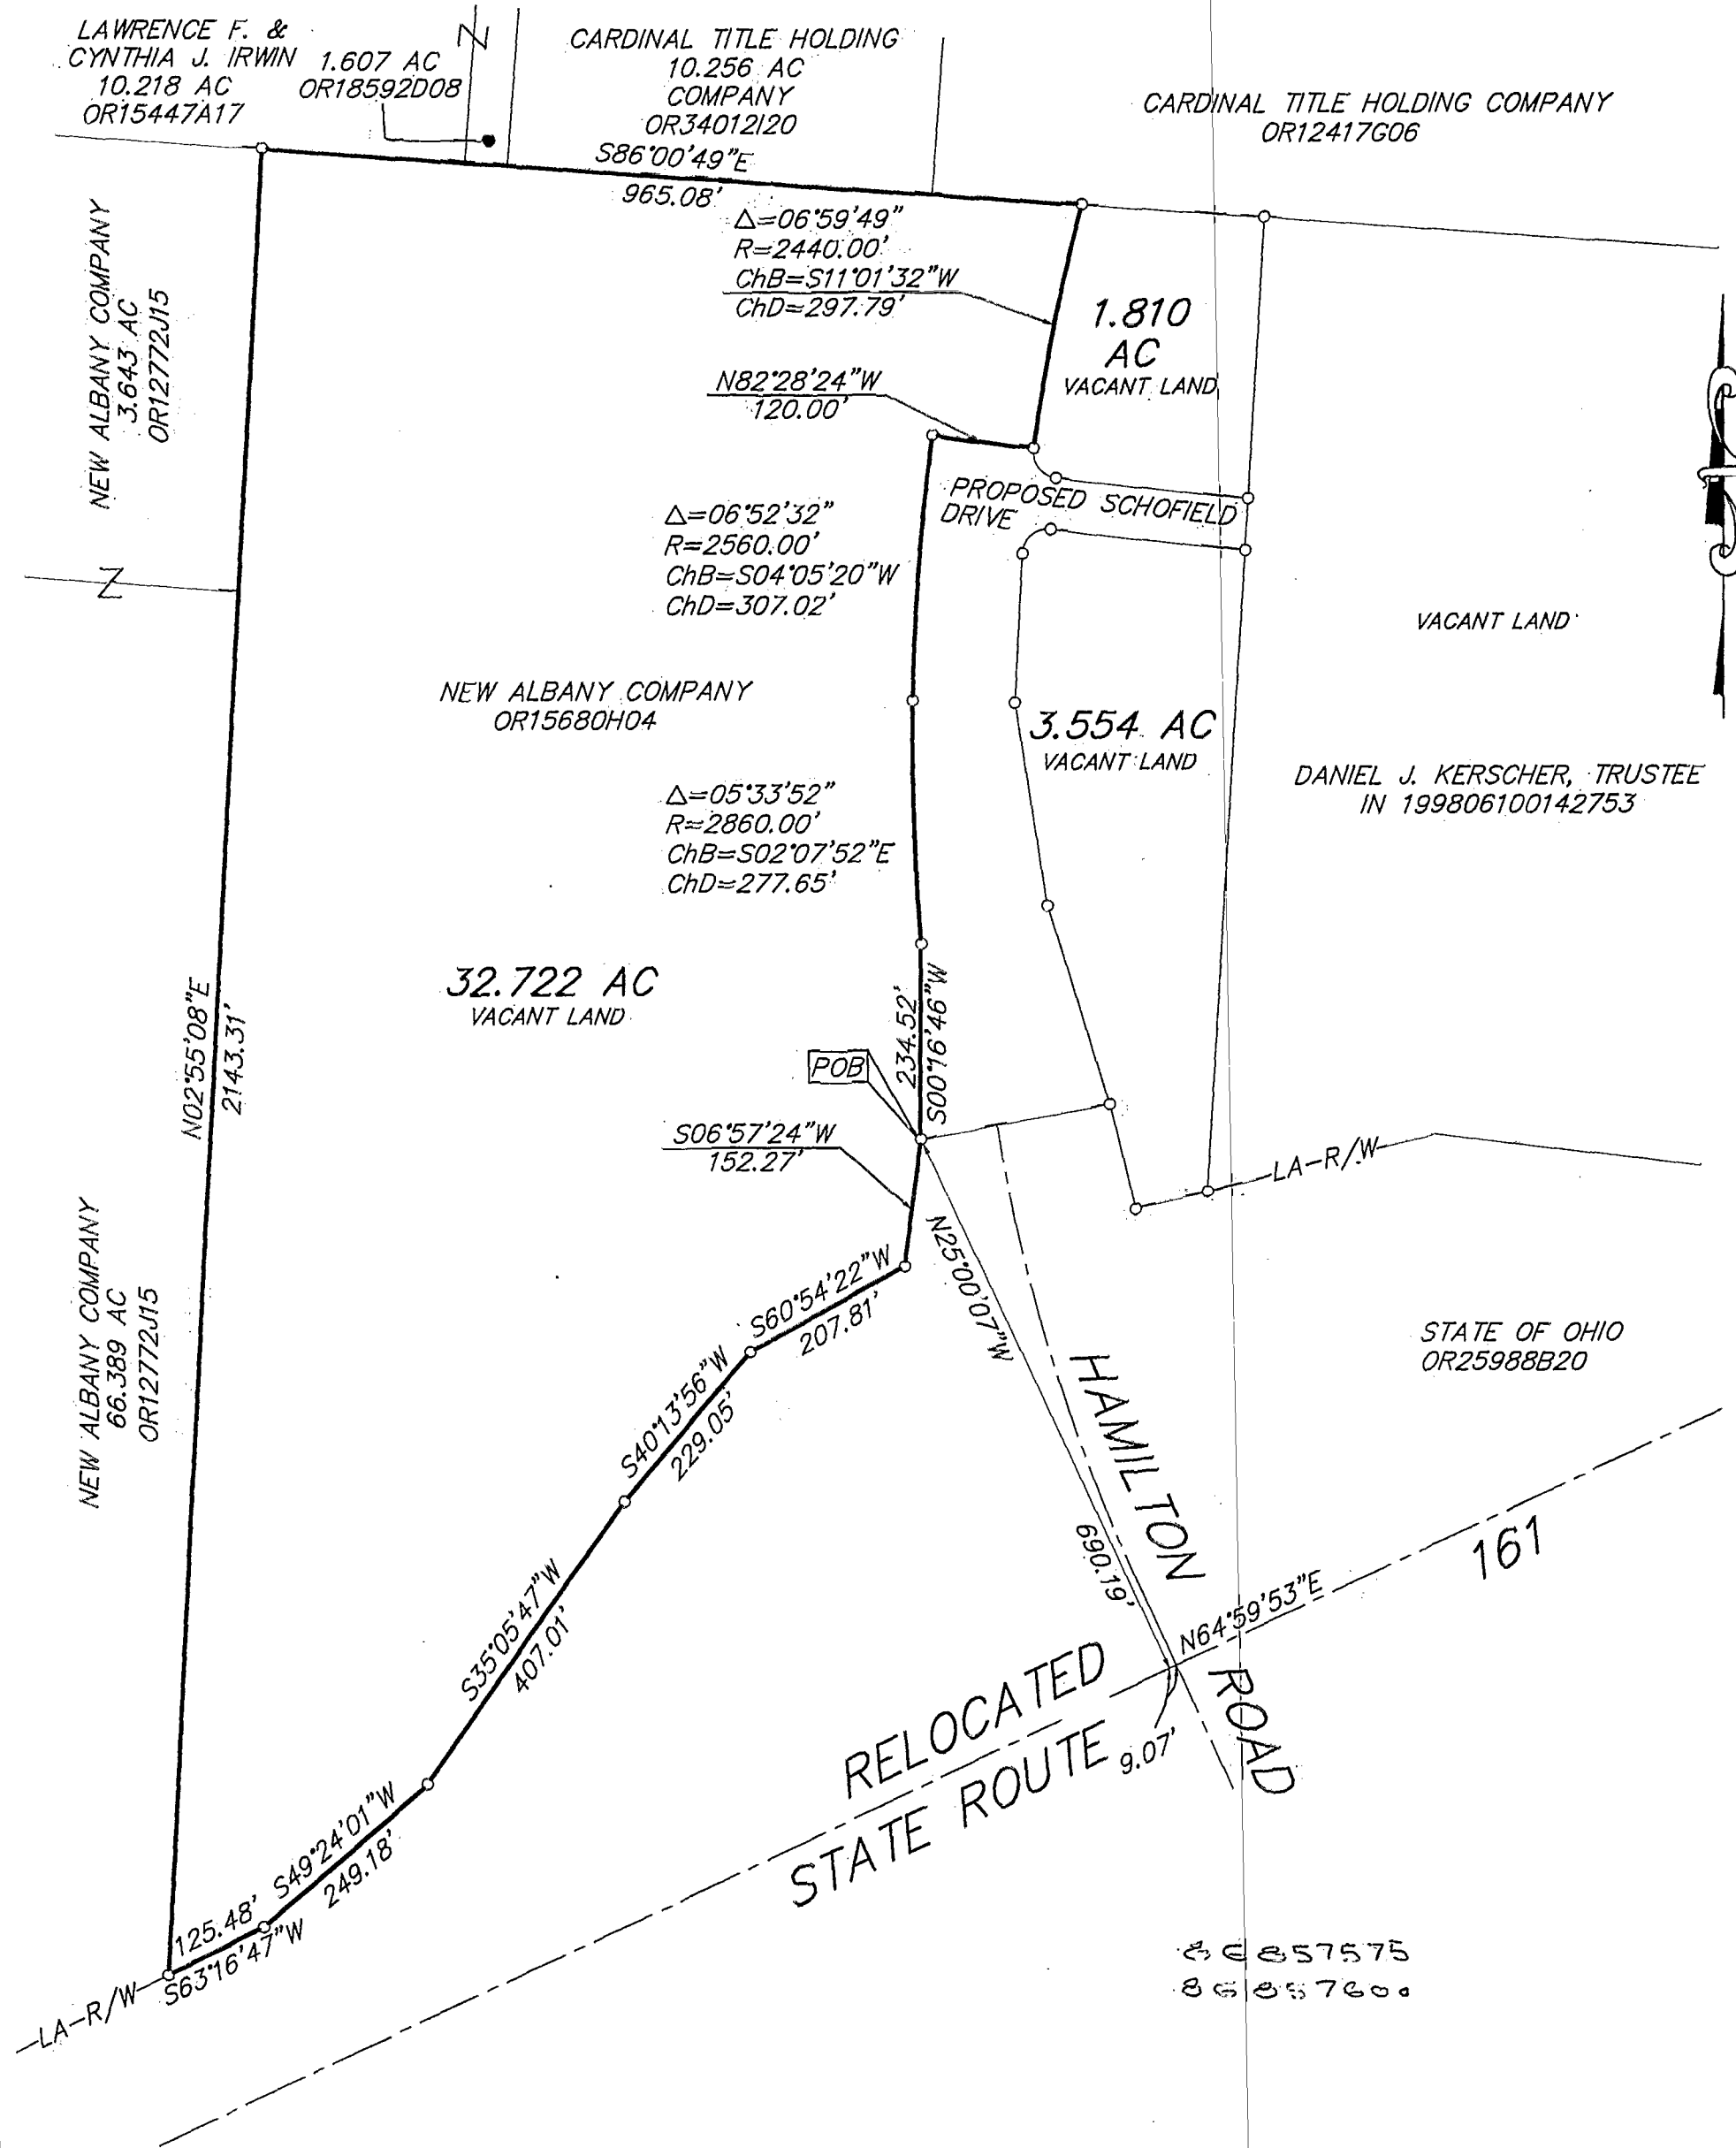 LAWRENCE F. &
CYNTHIA J. IRWIN
10.218 AC
OR15447A17
1.607 AC
OR18592D08
CARDINAL TITLE HOLDING
10.256 AC
COMPANY
OR34012I20
CARDINAL TITLE HOLDING COMPANY
OR12417G06
S86°00'49"E
965.08'
Δ=06°59'49"
R=2440.00'
ChB=S11°01'32"W
ChD=297.79'
1.810
AC
VACANT LAND
NEW ALBANY COMPANY
3.643 AC
OR12772J15
N82°28'24"W
120.00'
PROPOSED SCHOFIELD
DRIVE
Δ=06°52'32"
R=2560.00'
ChB=S04°05'20"W
ChD=307.02'
VACANT LAND
NEW ALBANY COMPANY
OR15680H04
3.554 AC
VACANT LAND
DANIEL J. KERSCHER, TRUSTEE
IN 199806100142753
Δ=05°33'52"
R=2860.00'
ChB=S02°07'52"E
ChD=277.65'
32.722 AC
VACANT LAND
N02°55'08"E
2143.31'
234.52'
S00°16'46"W
POB
S06°57'24"W
152.27'
LA-R/W
NEW ALBANY COMPANY
66.389 AC
OR12772J15
N25°00'07"W
690.19'
S60°54'22"W
207.81'
STATE OF OHIO
OR25988B20
S40°13'56"W
229.05'
HAMILTON
ROAD
161
S35°05'47"W
407.01'
N64°59'53"E
RELOCATED
STATE ROUTE
9.07'
S49°24'01"W
249.18'
125.48'
S63°16'47"W
LA-R/W
86857575
86857600